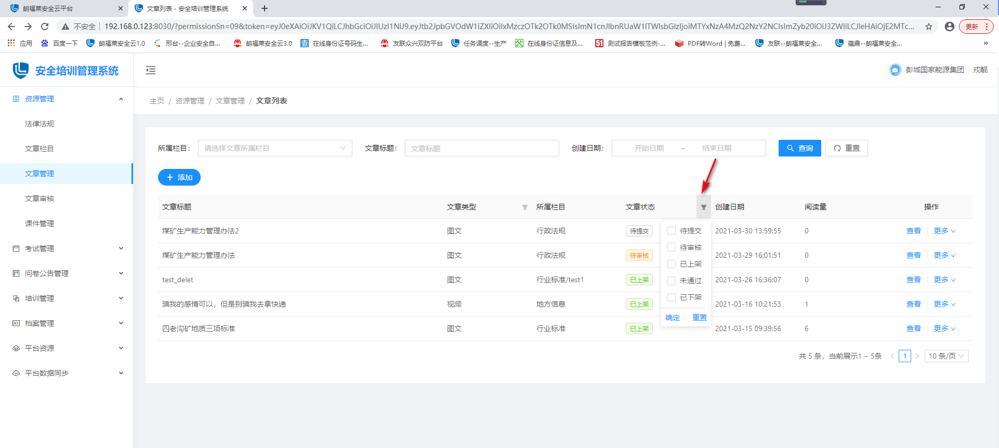 朗福莱安全云平台
文章列表 - 安全培训管理系统
不安全
192.168.0.123:8030/?permissionSn=09&token=eyJ0eXAiOiJKV1QiLCJhbGciOiJIUzI1NiJ9.eyJtb2JpbGVOdW1iZXIiOiIxMzczOTk2OTk0MSIsImN1cnJlbnRUaW1lTWlsbGlzIjoiMTYxNzA4MzQ2NzY2NCIsImZyb20iOiJ3ZWIiLCJleHAiOjE2MTc...
更新
应用
百度一下
朗福莱安全云1.0
邢台--企业安全自...
朗福莱安全云3.0
查
在线身份证号码生...
友联众兴双防平台
任务调度--生产
在线身份证信息及...
51
测试报告模板范例-...
PDF转Word | 免费...
友联--朗福莱安全...
蕴鼎--朗福莱安全...
安全培训管理系统
彭城国家能源集团
戎靓
资源管理
法律法规
文章栏目
文章管理
文章审核
课件管理
考试管理
问卷公告管理
培训管理
档案管理
平台资源
平台数据同步
主页 / 资源管理 / 文章管理 / 文章列表
所属栏目： 请选择文章所属栏目
文章标题： 文章标题
创建日期： 开始日期 ~ 结束日期
查询
重置
+ 添加
文章标题 文章类型 所属栏目 文章状态 创建日期 阅读量 操作
煤矿生产能力管理办法2 图文 行政法规 待提交 2021-03-30 13:59:55 0 查看 更多
煤矿生产能力管理办法 图文 行政法规 待审核 2021-03-29 16:01:51 0 查看 更多
test_delet 图文 行业标准/test1 已上架 2021-03-26 16:36:07 0 查看 更多
骗我的感情可以，但是别骗我去拿快递 视频 地方信息 已上架 2021-03-16 10:21:53 1 查看 更多
四老沟矿地质三项标准 图文 行业标准 已上架 2021-03-15 09:39:56 6 查看 更多
待提交
待审核
已上架
未通过
已下架
确定 重置
共 5 条，当前展示1 ~ 5条 < 1 > 10 条/页